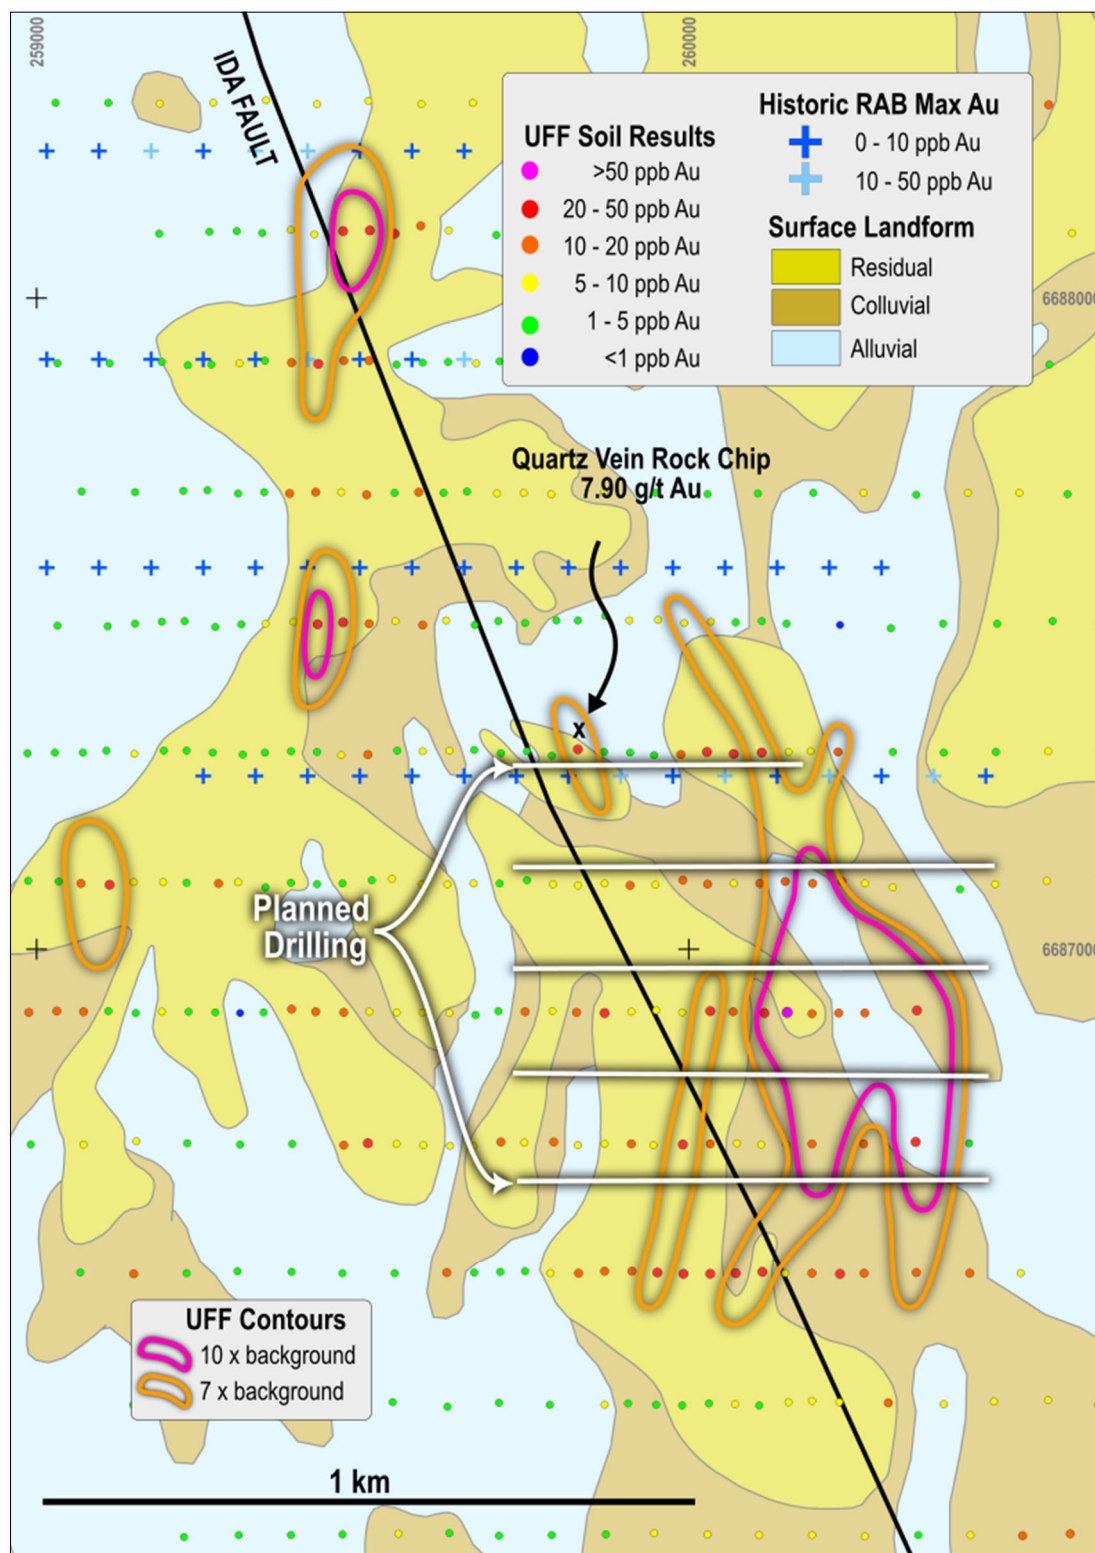 259000
260000
IDA FAULT
UFF Soil Results
>50 ppb Au
20 - 50 ppb Au
10 - 20 ppb Au
5 - 10 ppb Au
1 - 5 ppb Au
<1 ppb Au
Historic RAB Max Au
0 - 10 ppb Au
10 - 50 ppb Au
Surface Landform
Residual
Colluvial
Alluvial
6688000
Quartz Vein Rock Chip
7.90 g/t Au
x
Planned
Drilling
6687000
UFF Contours
10 x background
7 x background
1 km